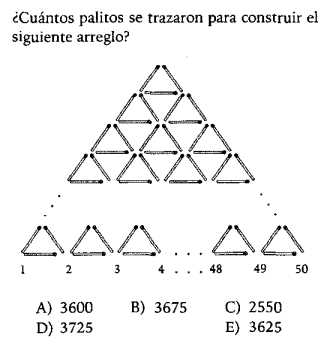 ¿Cuántos palitos se trazaron para construir el
siguiente arreglo?
1 2 3 4 . . . . 48 49 50
A) 3600 B) 3675 C) 2550
D) 3725 E) 3625